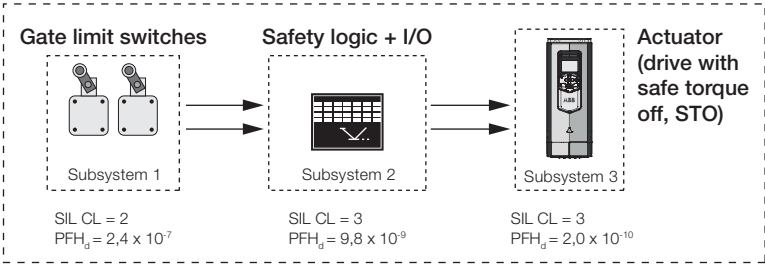 Gate limit switches
Subsystem 1
SIL CL = 2
PFHd = 2,4 x 10-7
Safety logic + I/O
Subsystem 2
SIL CL = 3
PFHd = 9,8 x 10-9
Actuator
(drive with
safe torque
off, STO)
ABB
Subsystem 3
SIL CL = 3
PFHd = 2,0 x 10-10